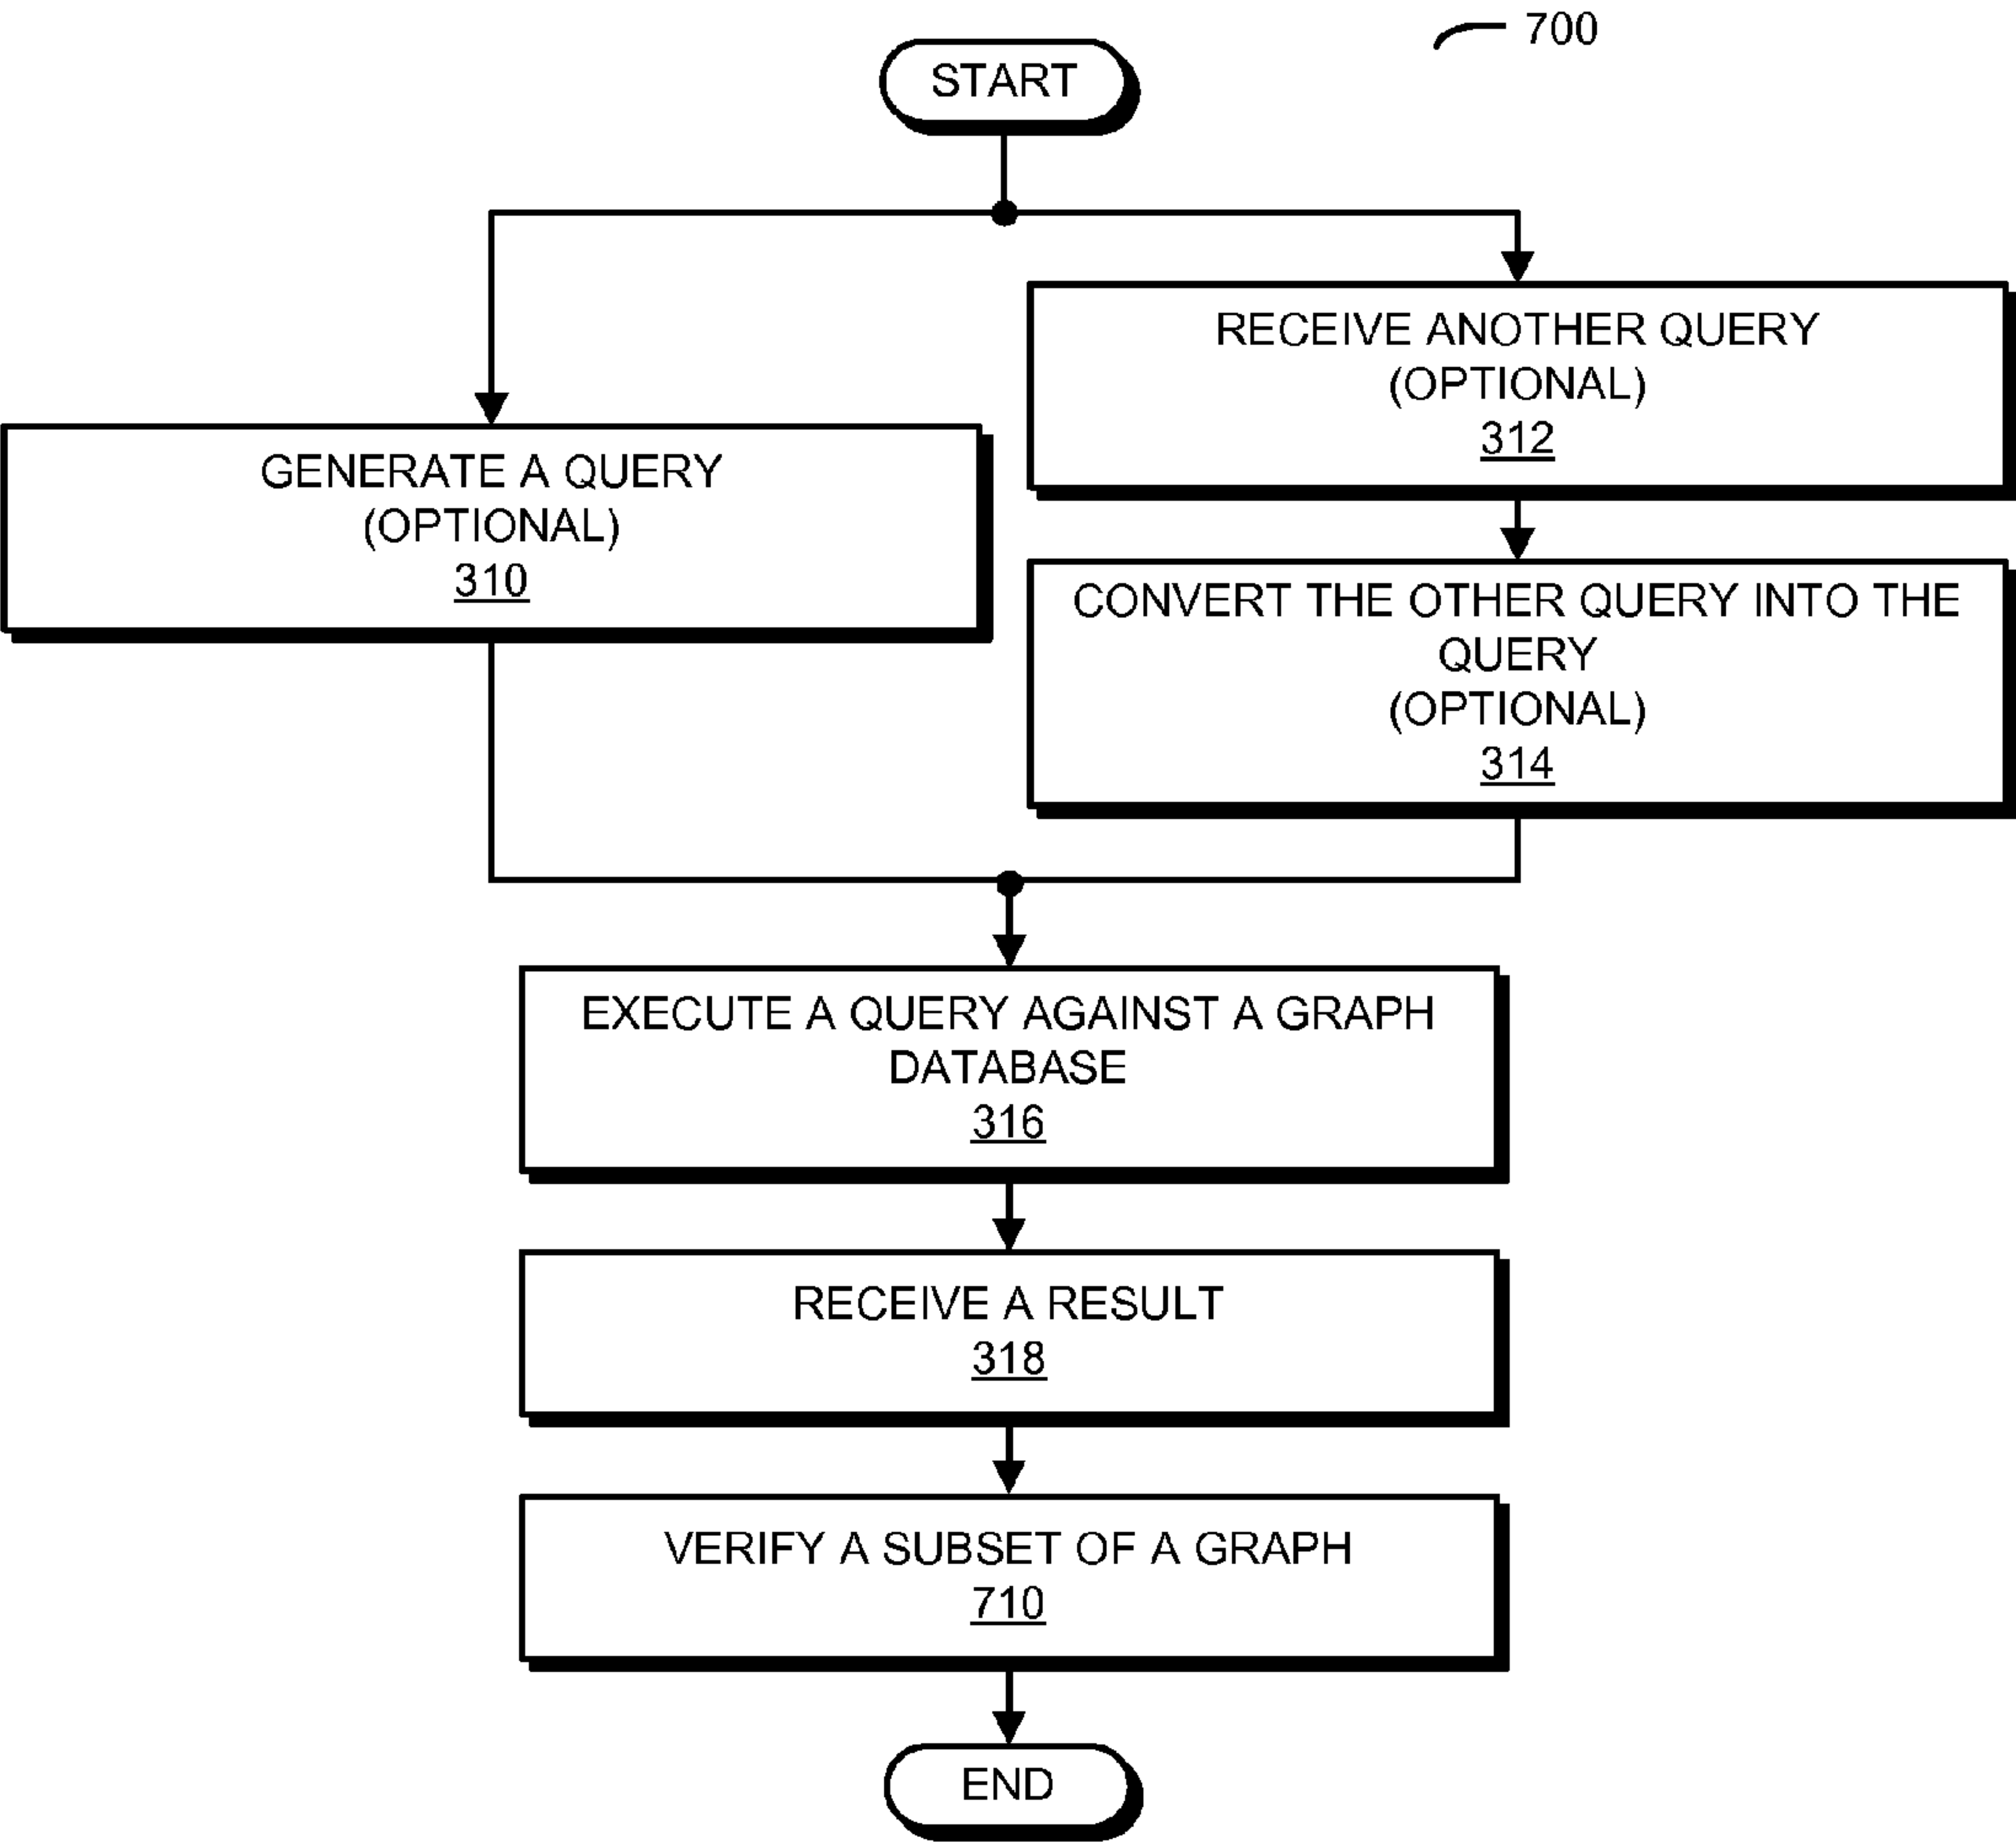 700
START
RECEIVE ANOTHER QUERY
(OPTIONAL)
312
GENERATE A QUERY
(OPTIONAL)
310
CONVERT THE OTHER QUERY INTO THE
QUERY
(OPTIONAL)
314
EXECUTE A QUERY AGAINST A GRAPH
DATABASE
316
RECEIVE A RESULT
318
VERIFY A SUBSET OF A GRAPH
710
END